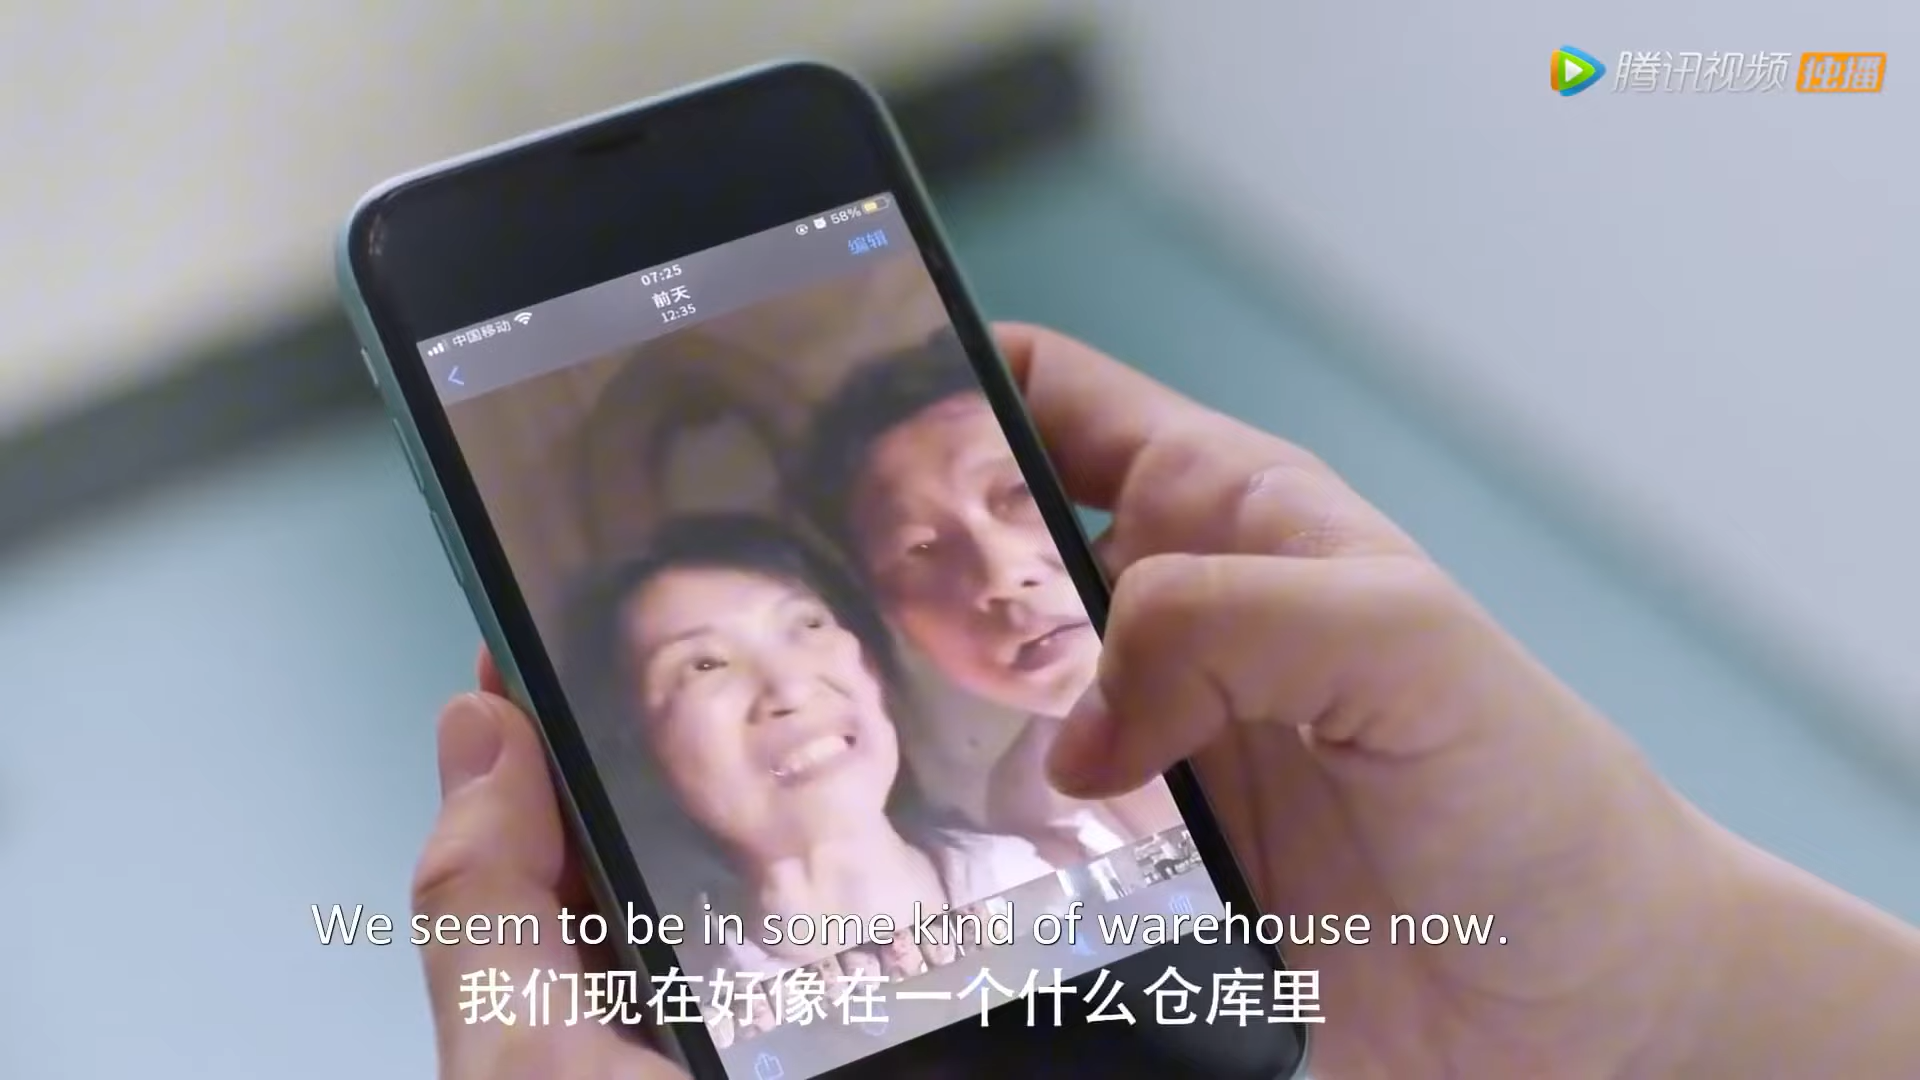 腾讯视频 独播
58%
编辑
07:25
前天
12:35
中国移动
We seem to be in some kind of warehouse now.
我们现在好像在一个什么仓库里